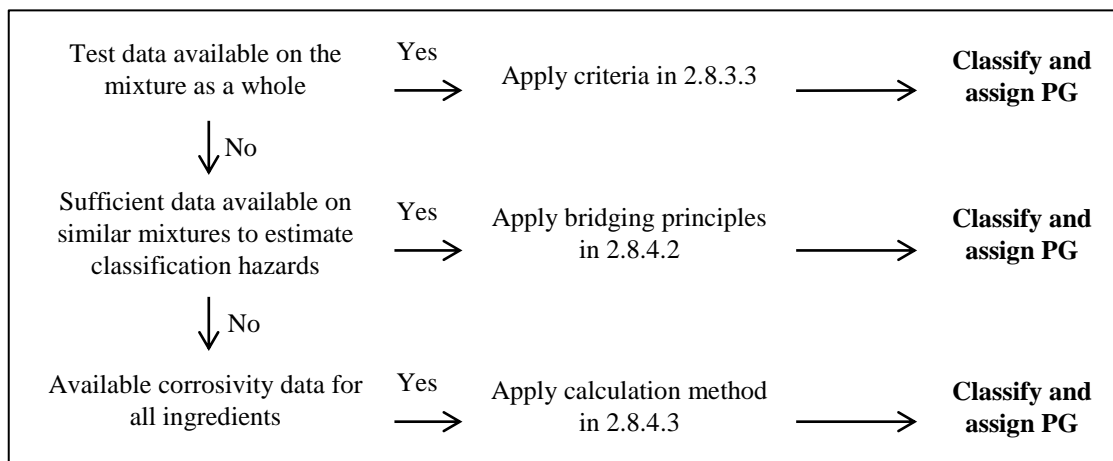 Test data available on the
mixture as a whole
Yes
Apply criteria in 2.8.3.3
Classify and
assign PG
No
Sufficient data available on
similar mixtures to estimate
classification hazards
Yes
Apply bridging principles
in 2.8.4.2
Classify and
assign PG
No
Available corrosivity data for
all ingredients
Yes
Apply calculation method
in 2.8.4.3
Classify and
assign PG